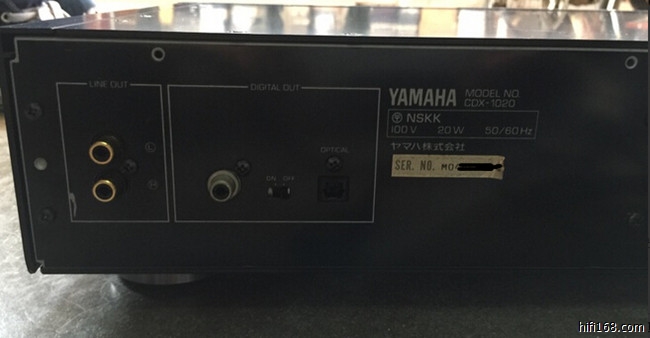 LINE OUT
L
R
DIGITAL OUT
OPTICAL
ON OFF
YAMAHA MODEL NO.
CDX-1020
NSKK
100V 20W 50/60Hz
ヤマハ株式会社
SER. NO.
hifi168.com